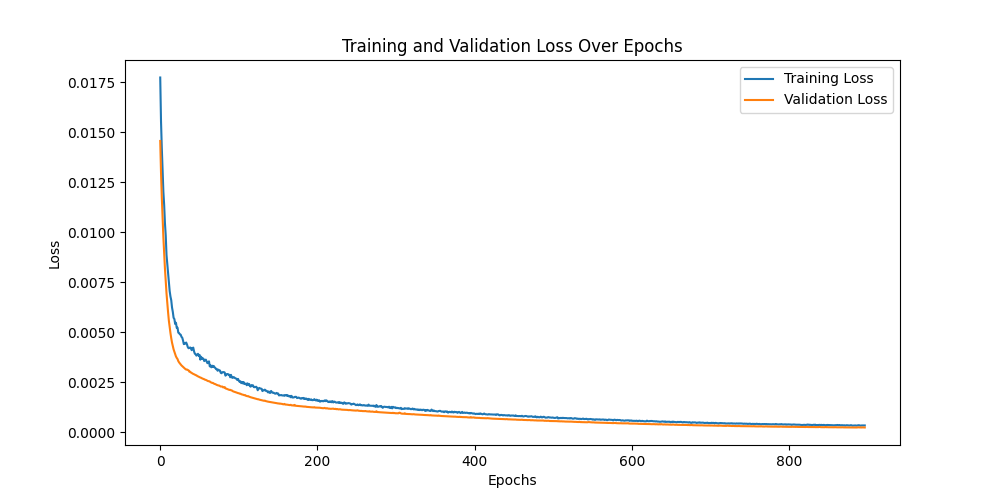 Training and Validation Loss Over Epochs
Training Loss
Validation Loss
0.0175
0.0150
0.0125
0.0100
0.0075
0.0050
0.0025
0.0000
Loss
0 200 400 600 800
Epochs